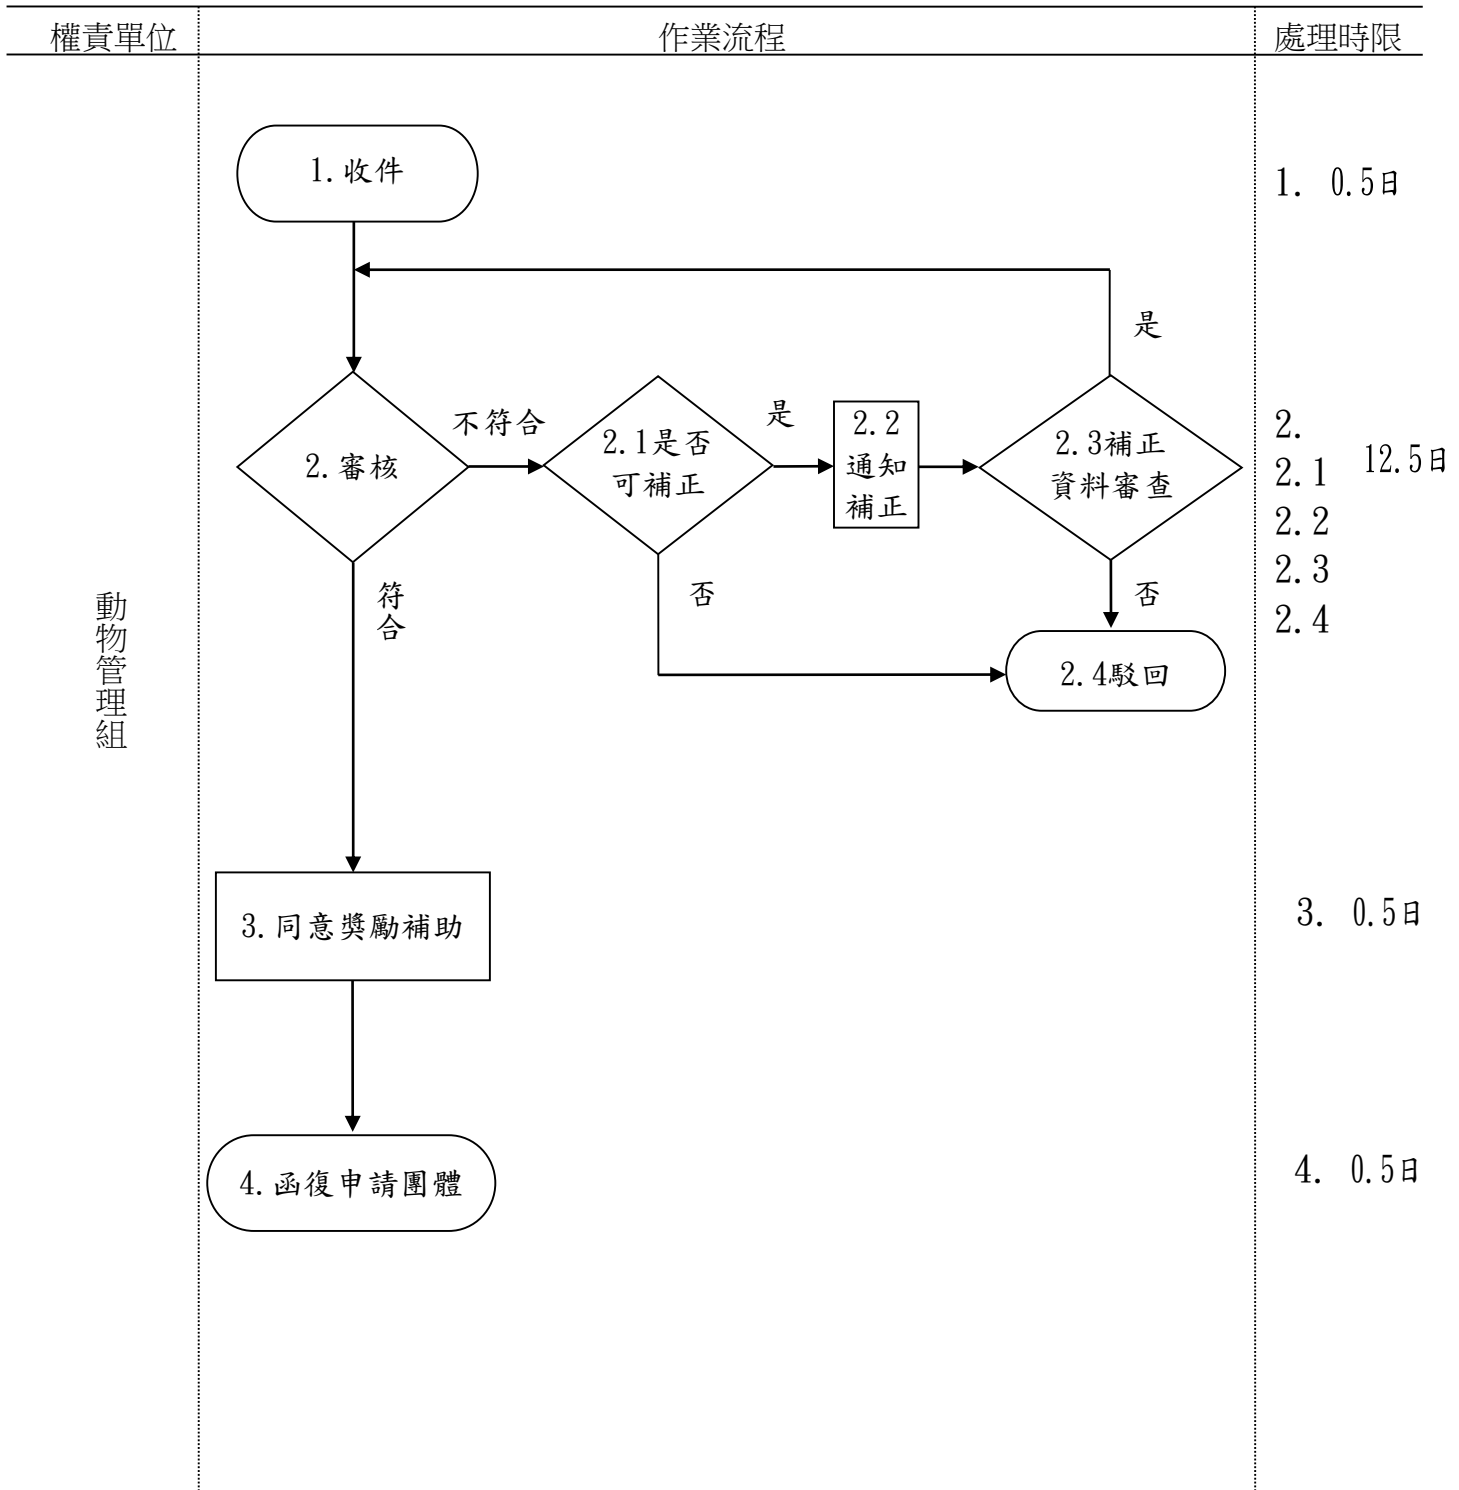 權責單位
作業流程
處理時限
動物管理組
1.收件
1. 0.5日
是
2.審核
不符合
2.1是否
可補正
是
2.2
通知
補正
2.3補正
資料審查
2.
2.1
2.2
2.3
2.4
12.5日
符合
否
否
2.4駁回
3.同意獎勵補助
3. 0.5日
4.函復申請團體
4. 0.5日